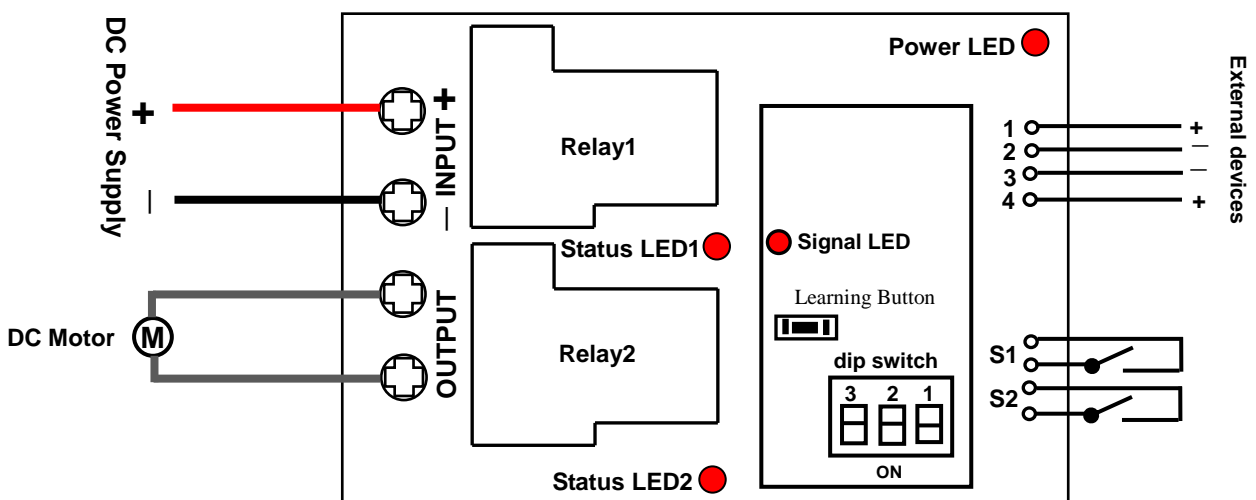 DC Power Supply
+
—
INPUT
+
—
Relay1
Status LED1
Power LED
Signal LED
Learning Button
dip switch
3 2 1
ON
1
2
3
4
+
—
—
+
External devices
DC Motor
M
OUTPUT
Relay2
Status LED2
S1
S2